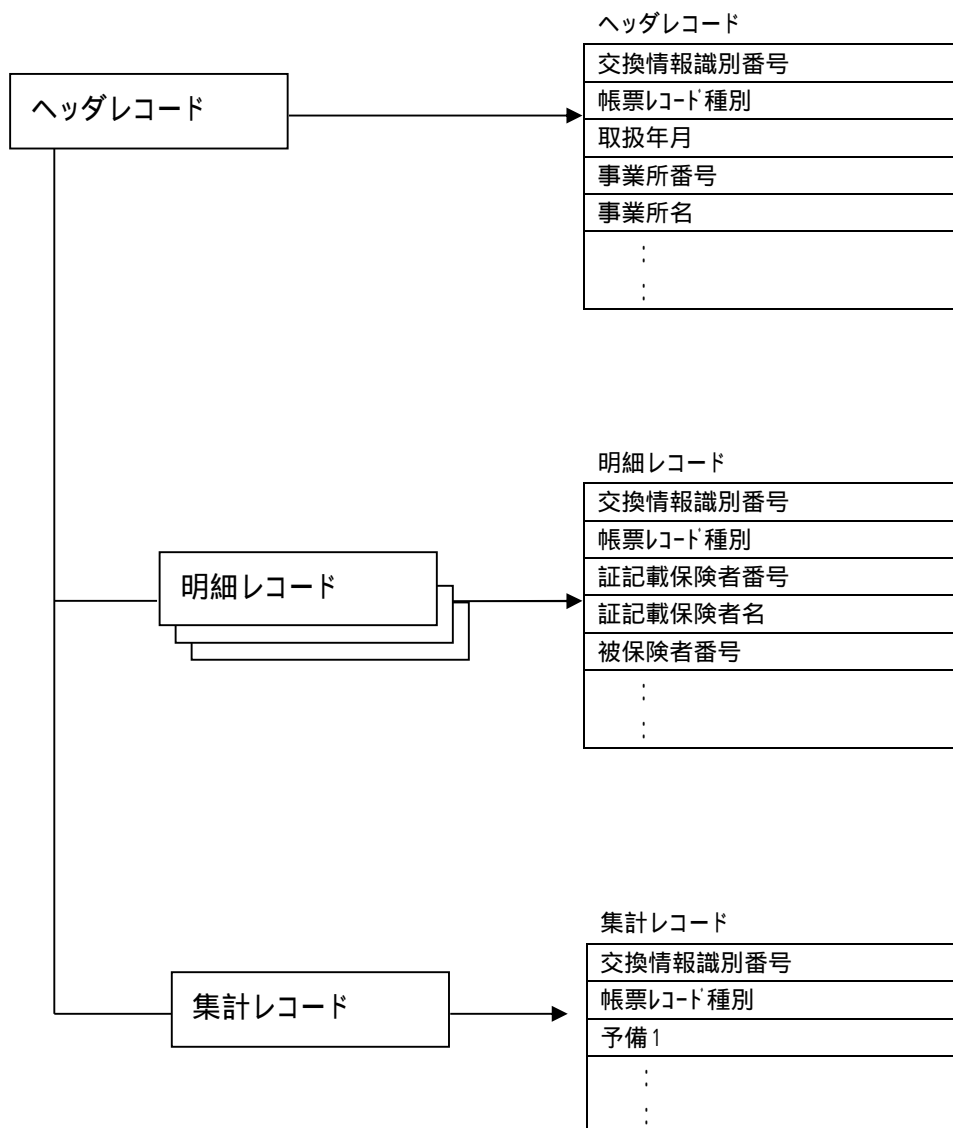 ヘッダレコード
交換情報識別番号
帳票ﾚｺｰﾄﾞ種別
取扱年月
事業所番号
事業所名
:
:
ヘッダレコード
明細レコード
交換情報識別番号
帳票ﾚｺｰﾄﾞ種別
証記載保険者番号
証記載保険者名
被保険者番号
:
:
明細レコード
集計レコード
交換情報識別番号
帳票ﾚｺｰﾄﾞ種別
予備1
:
:
集計レコード